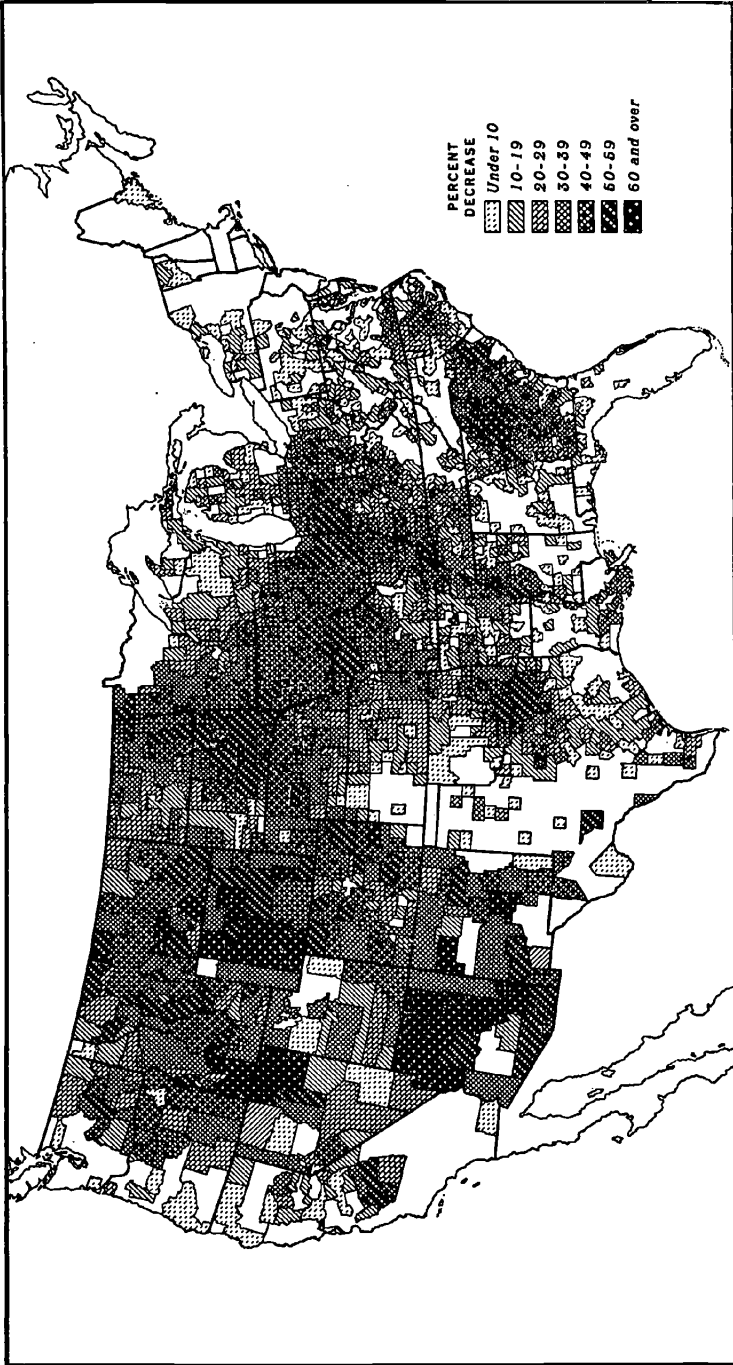 PERCENT
DECREASE
Under 10
10-19
20-29
30-39
40-49
50-59
60 and over